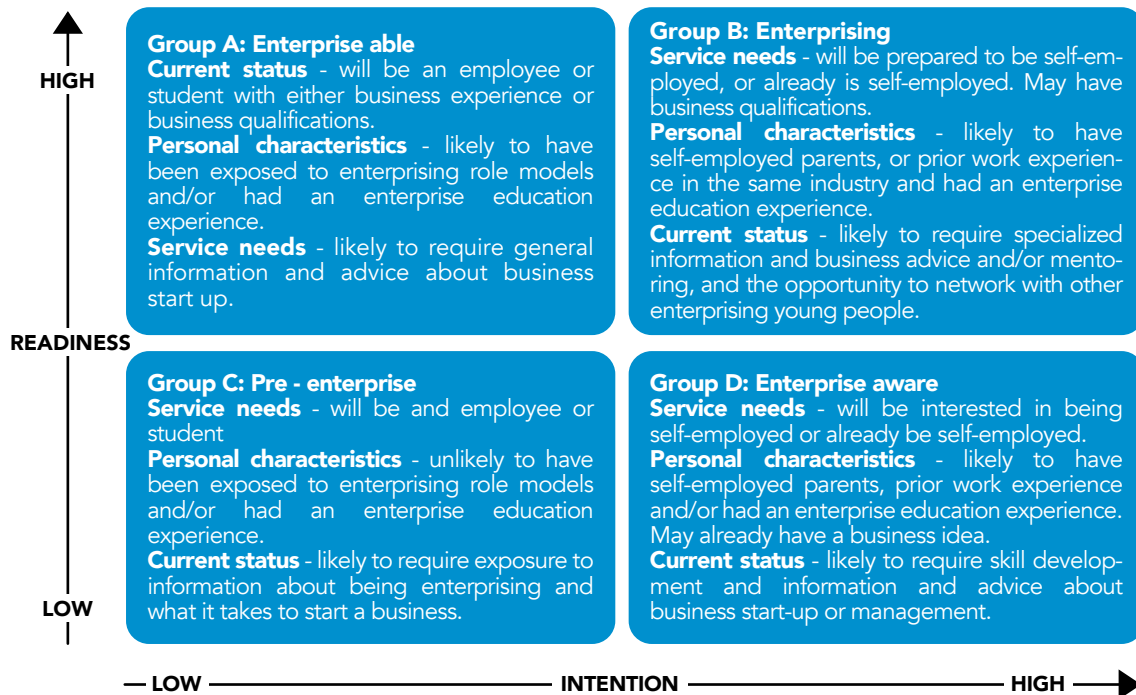 HIGH
Group A: Enterprise able
Current status - will be an employee or
student with either business experience or
business qualifications.
Personal characteristics - likely to have
been exposed to enterprising role models
and/or had an enterprise education
experience.
Service needs - likely to require general
information and advice about business
start up.
Group B: Enterprising
Service needs - will be prepared to be self-em-
ployed, or already is self-employed. May have
business qualifications.
Personal characteristics - likely to have
self-employed parents, or prior work experien-
ce in the same industry and had an enterprise
education experience.
Current status - likely to require specialized
information and business advice and/or mento-
ring, and the opportunity to network with other
enterprising young people.
READINESS
Group C: Pre - enterprise
Service needs - will be and employee or
student
Personal characteristics - unlikely to have
been exposed to enterprising role models
and/or had an enterprise education
experience.
Current status - likely to require exposure to
information about being enterprising and
what it takes to start a business.
Group D: Enterprise aware
Service needs - will be interested in being
self-employed or already be self-employed.
Personal characteristics - likely to have
self-employed parents, prior work experience
and/or had an enterprise education experience.
May already have a business idea.
Current status - likely to require skill develop-
ment and information and advice about
business start-up or management.
LOW
LOW INTENTION HIGH